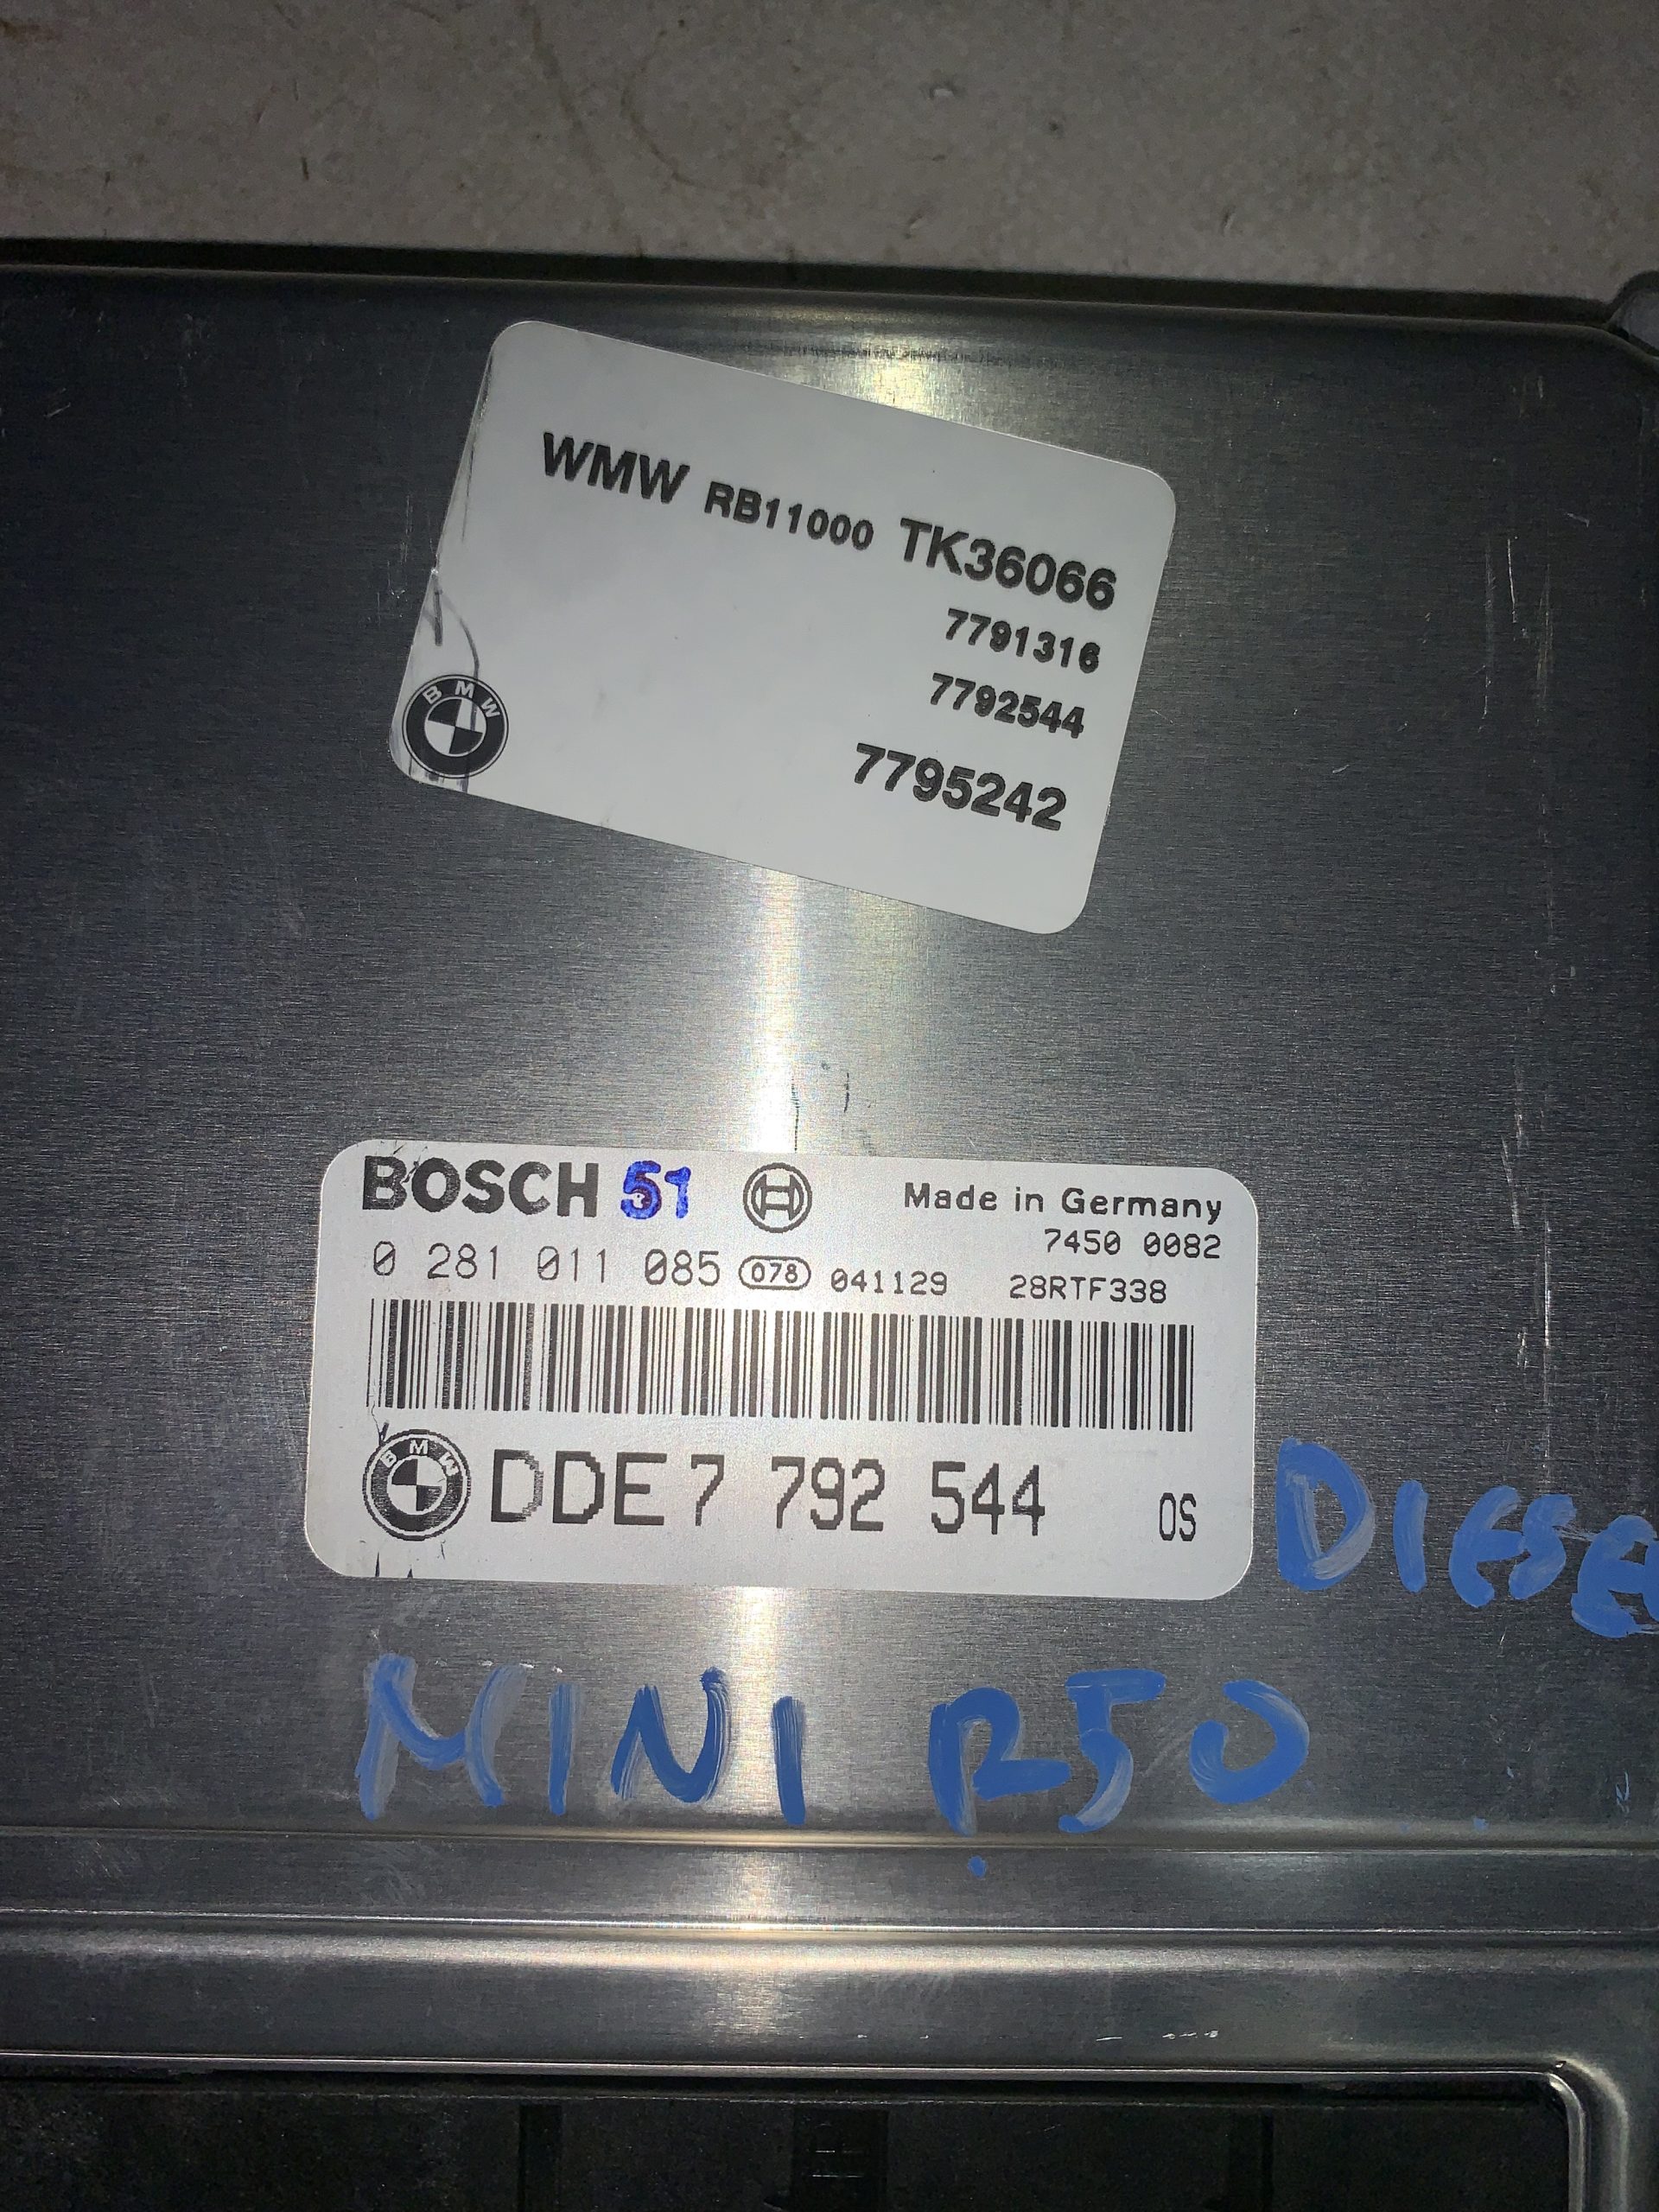 WMW RB11000 TK36066
7791316
7792544
7795242
BMW
BOSCH 51 Made in Germany
7450 0082
0 281 011 085 078 041129 28RTF338
BMW DDE 7 792 544 OS
DIESE
MINI R50